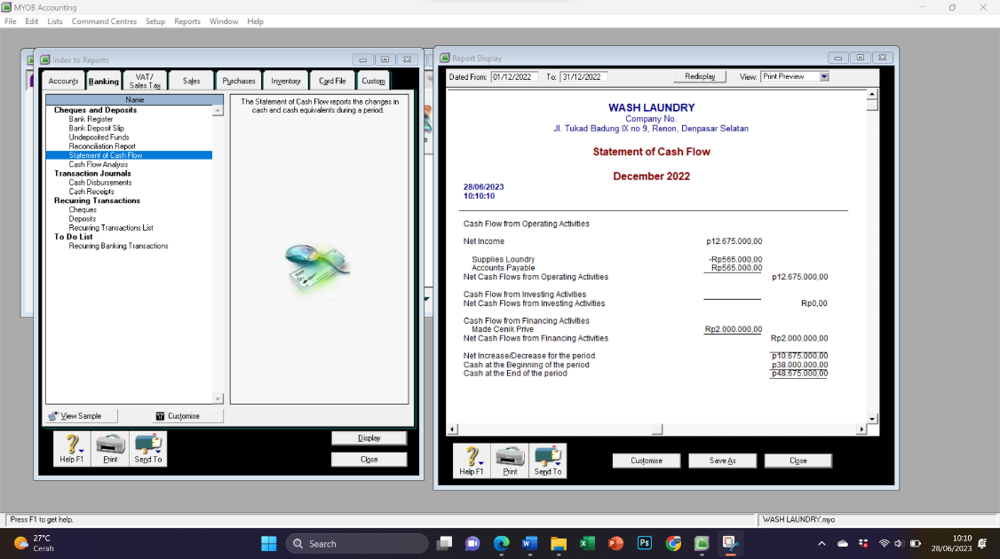 MYOB Accounting
File Edit Lists Command Centres Setup Reports Window Help
Index to Reports
Accounts Banking VAT/ Sales Tax Sales Purchases Inventory Card File Custom
Name
Cheques and Deposits
Bank Register
Bank Deposit Slip
Undeposited Funds
Reconciliation Report
Statement of Cash Flow
Cash Flow Analysis
Transaction Journals
Cash Disbursements
Cash Receipts
Recurring Transactions
Cheques
Deposits
Recurring Transactions List
To Do List
Recurring Banking Transactions
The Statement of Cash Flow reports the changes in
cash and cash equivalents during a period.
View Sample Customise
Help F1 Print Send To
Display
Close
Report Display
Dated From: 01/12/2022 To: 31/12/2022 Redisplay View: Print Preview
WASH LAUNDRY
Company No.
Jl. Tukad Badung IX no 9, Renon, Denpasar Selatan
Statement of Cash Flow
December 2022
28/06/2023
10:10:10
Cash Flow from Operating Activities
Net Income p12.675.000,00
Supplies Loundry -Rp565.000,00
Accounts Payable Rp565.000,00
Net Cash Flows from Operating Activities p12.675.000,00
Cash Flow from Investing Activities
Net Cash Flows from Investing Activities Rp0,00
Cash Flow from Financing Activities
Made Cenik Prive Rp2.000.000,00
Net Cash Flows from Financing Activities Rp2.000.000,00
Net Increase/Decrease for the period p10.675.000,00
Cash at the Beginning of the period p38.000.000,00
Cash at the End of the period p48.675.000,00
Help F1 Print Send To
Customise Save As Close
Press F1 to get help. WASH LAUNDRY.myo
27°C
Cerah
Search
10:10
28/06/2023